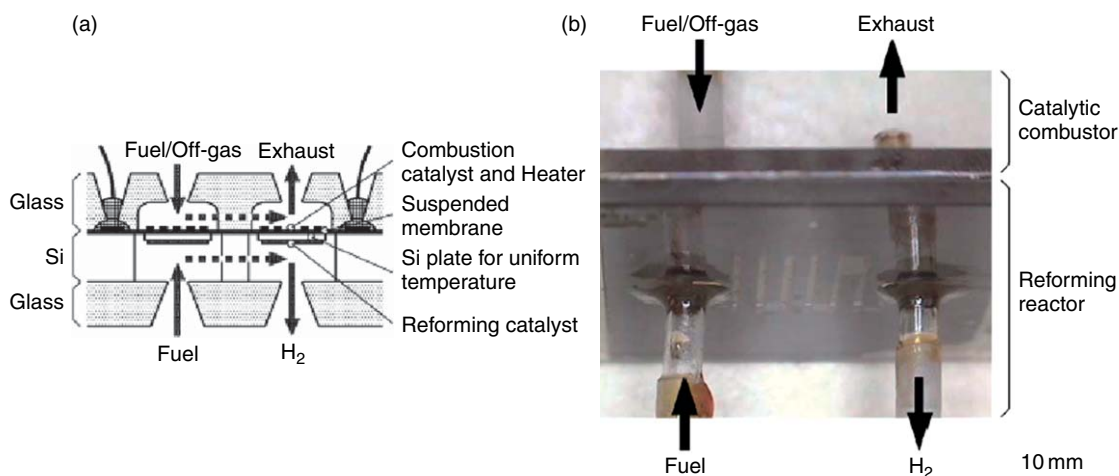 (a)
Fuel/Off-gas
Exhaust
Combustion
catalyst and Heater
Suspended
membrane
Si plate for uniform
temperature
Reforming catalyst
Glass
Si
Glass
Fuel
H₂
(b)
Fuel/Off-gas
Exhaust
Catalytic
combustor
Reforming
reactor
Fuel
H₂
10 mm